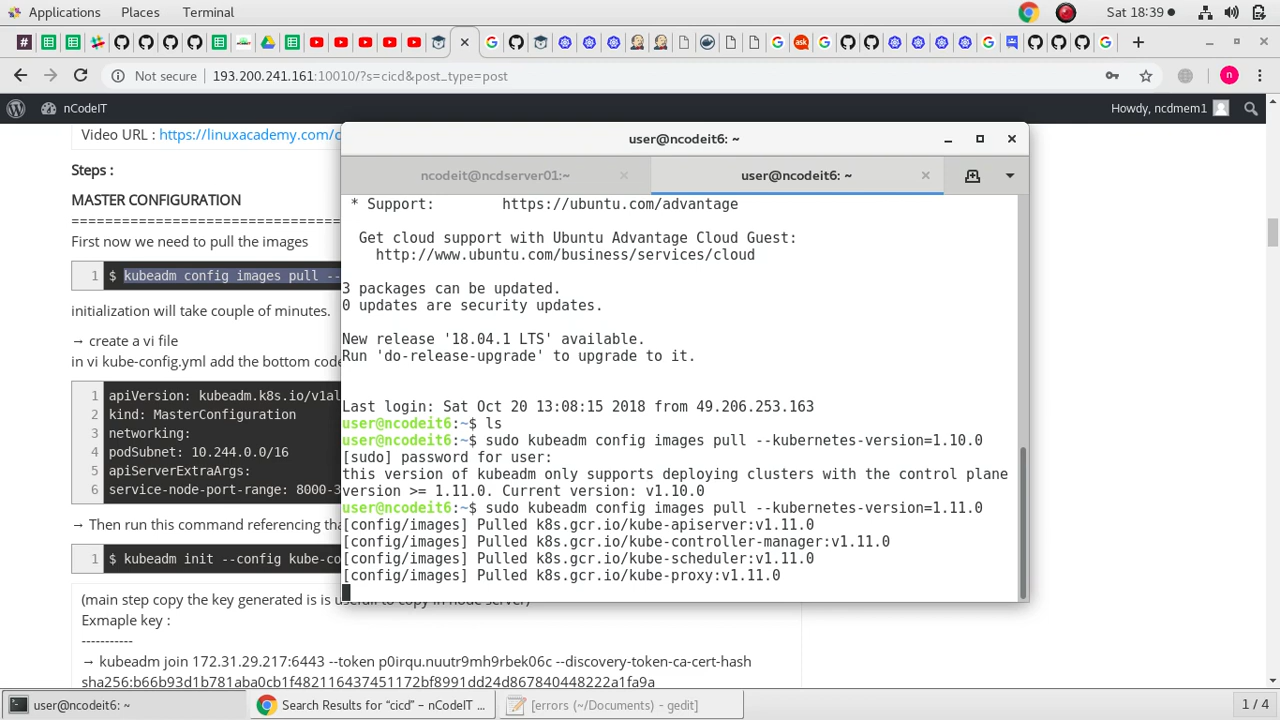 Applications Places Terminal Sat 18:39
Not secure 193.200.241.161:10010/?s=cicd&post_type=post n
nCodeIT Howdy, ncdmem1
Video URL : https://linuxacademy.com/c
Steps :
MASTER CONFIGURATION
================================
First now we need to pull the images
1 $ kubeadm config images pull --
initialization will take couple of minutes.
→ create a vi file
in vi kube-config.yml add the bottom code
1 apiVersion: kubeadm.k8s.io/v1al
2 kind: MasterConfiguration
3 networking:
4 podSubnet: 10.244.0.0/16
5 apiServerExtraArgs:
6 service-node-port-range: 8000-3
→ Then run this command referencing tha
1 $ kubeadm init --config kube-co
(main step copy the key generated is is usefull to copy in node server)
Exmaple key :
-----------
→ kubeadm join 172.31.29.217:6443 --token p0irqu.nuutr9mh9rbek06c --discovery-token-ca-cert-hash
sha256:b66b93d1b781aba0cb1f482116437451172bf8991dd24d867840448222a1fa9a
user@ncodeit6: ~
ncodeit@ncdserver01:~ user@ncodeit6: ~
* Support: https://ubuntu.com/advantage
Get cloud support with Ubuntu Advantage Cloud Guest:
http://www.ubuntu.com/business/services/cloud
3 packages can be updated.
0 updates are security updates.
New release '18.04.1 LTS' available.
Run 'do-release-upgrade' to upgrade to it.
Last login: Sat Oct 20 13:08:15 2018 from 49.206.253.163
user@ncodeit6:~$ ls
user@ncodeit6:~$ sudo kubeadm config images pull --kubernetes-version=1.10.0
[sudo] password for user:
this version of kubeadm only supports deploying clusters with the control plane
version >= 1.11.0. Current version: v1.10.0
user@ncodeit6:~$ sudo kubeadm config images pull --kubernetes-version=1.11.0
[config/images] Pulled k8s.gcr.io/kube-apiserver:v1.11.0
[config/images] Pulled k8s.gcr.io/kube-controller-manager:v1.11.0
[config/images] Pulled k8s.gcr.io/kube-scheduler:v1.11.0
[config/images] Pulled k8s.gcr.io/kube-proxy:v1.11.0
user@ncodeit6: ~ Search Results for “cicd” – nCodeIT ... [errors (~/Documents) - gedit] 1 / 4